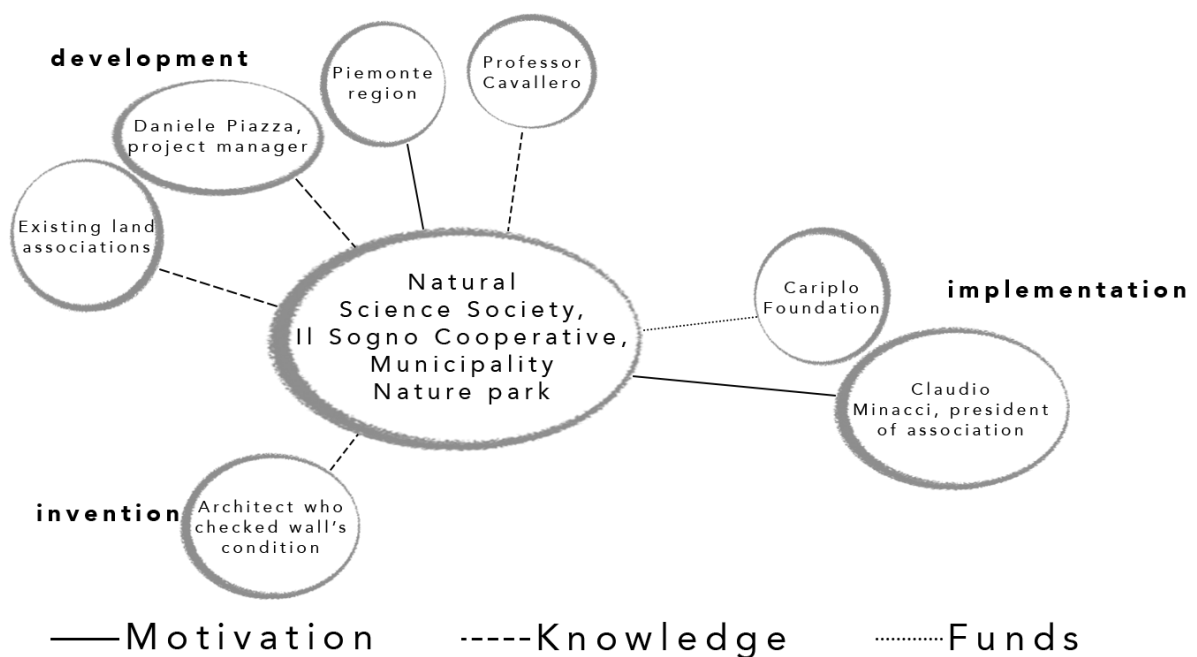 development
Piemonte
region
Professor
Cavallero
Daniele Piazza,
project manager
Existing land
associations
Natural
Science Society,
Il Sogno Cooperative,
Municipality
Nature park
Cariplo
Foundation
implementation
Claudio
Minacci, president
of association
invention
Architect who
checked wall's
condition
Motivation
Knowledge
Funds